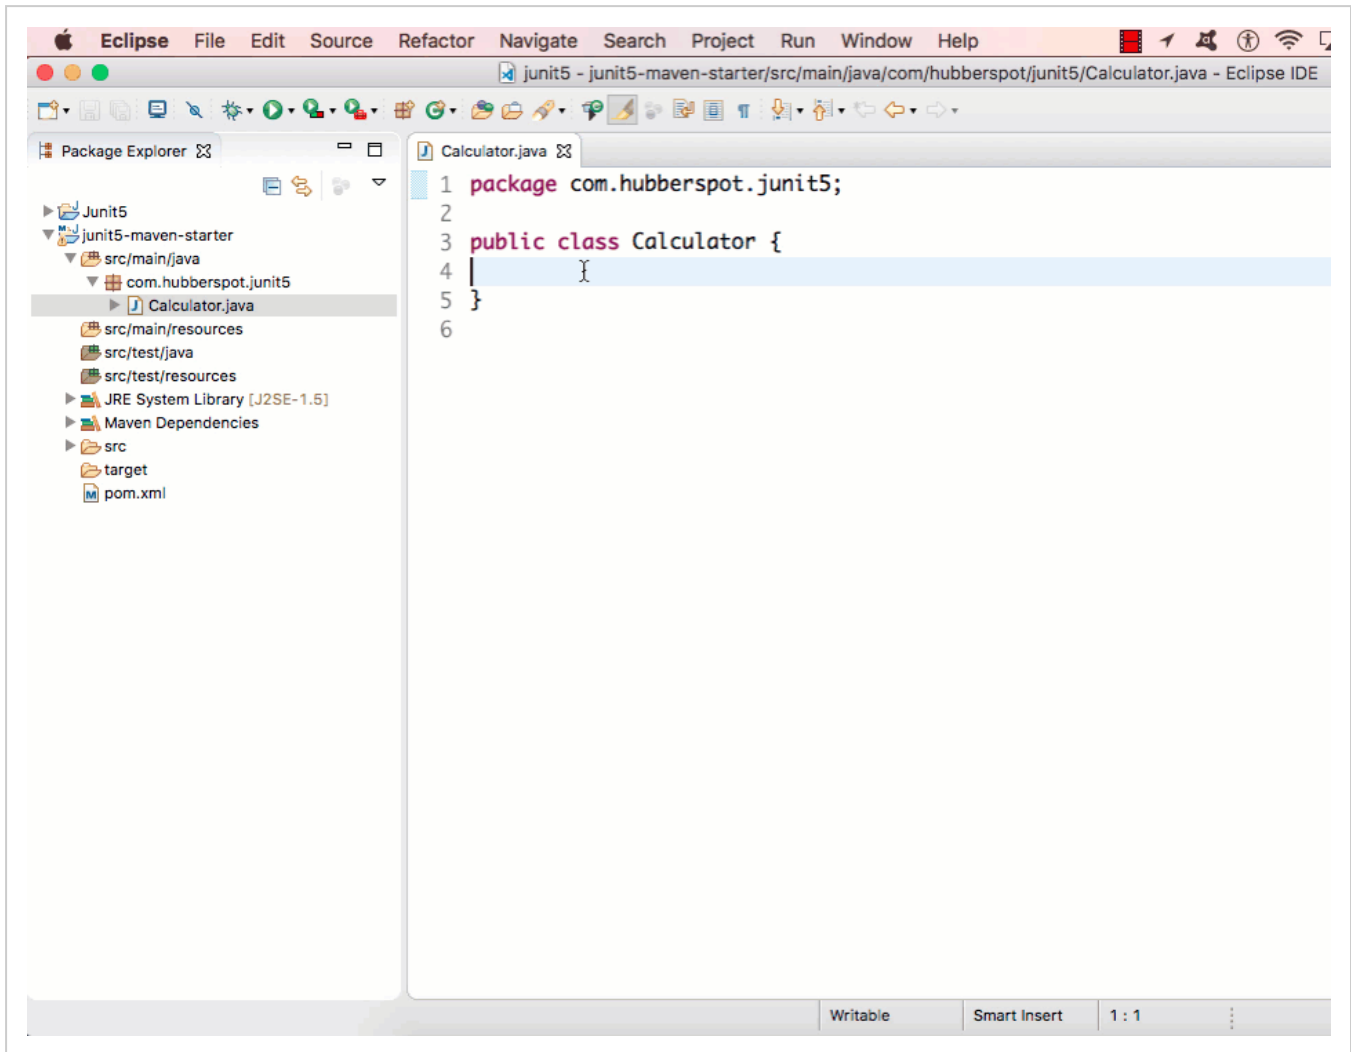 Eclipse File Edit Source Refactor Navigate Search Project Run Window Help
junit5 - junit5-maven-starter/src/main/java/com/hubberspot/junit5/Calculator.java - Eclipse IDE
Package Explorer
Calculator.java
Junit5
junit5-maven-starter
src/main/java
com.hubberspot.junit5
Calculator.java
src/main/resources
src/test/java
src/test/resources
JRE System Library [J2SE-1.5]
Maven Dependencies
src
target
pom.xml
1 package com.hubberspot.junit5;
2
3 public class Calculator {
4
5 }
6
Writable Smart Insert 1 : 1